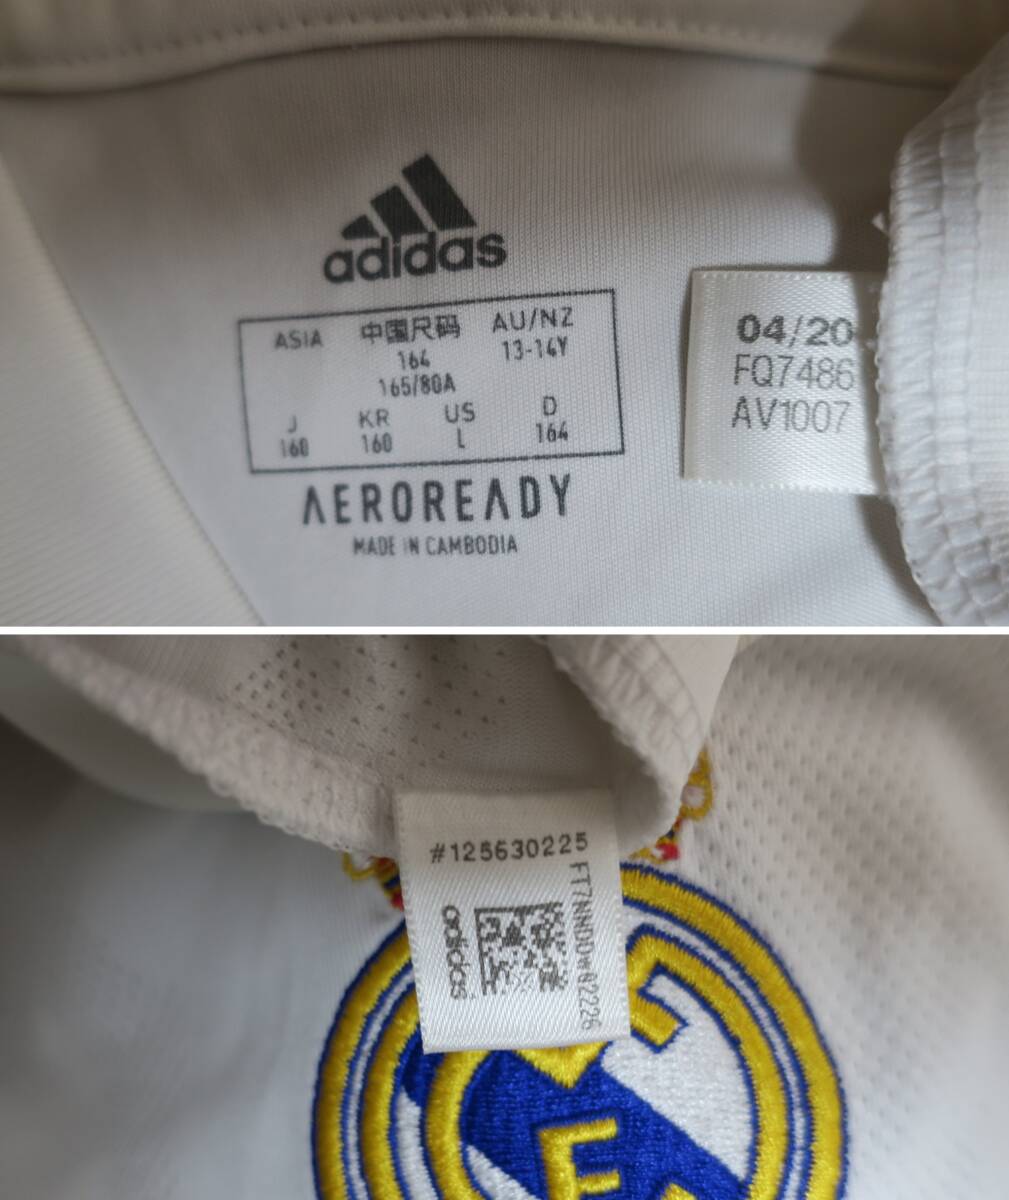 adidas
ASIA 中国尺码 AU/NZ
164 13-14Y
165/80A
J KR US D
160 160 L 164
AEROREADY
MADE IN CAMBODIA
04/20
FQ7486
AV1007
#125630225
adidas
E